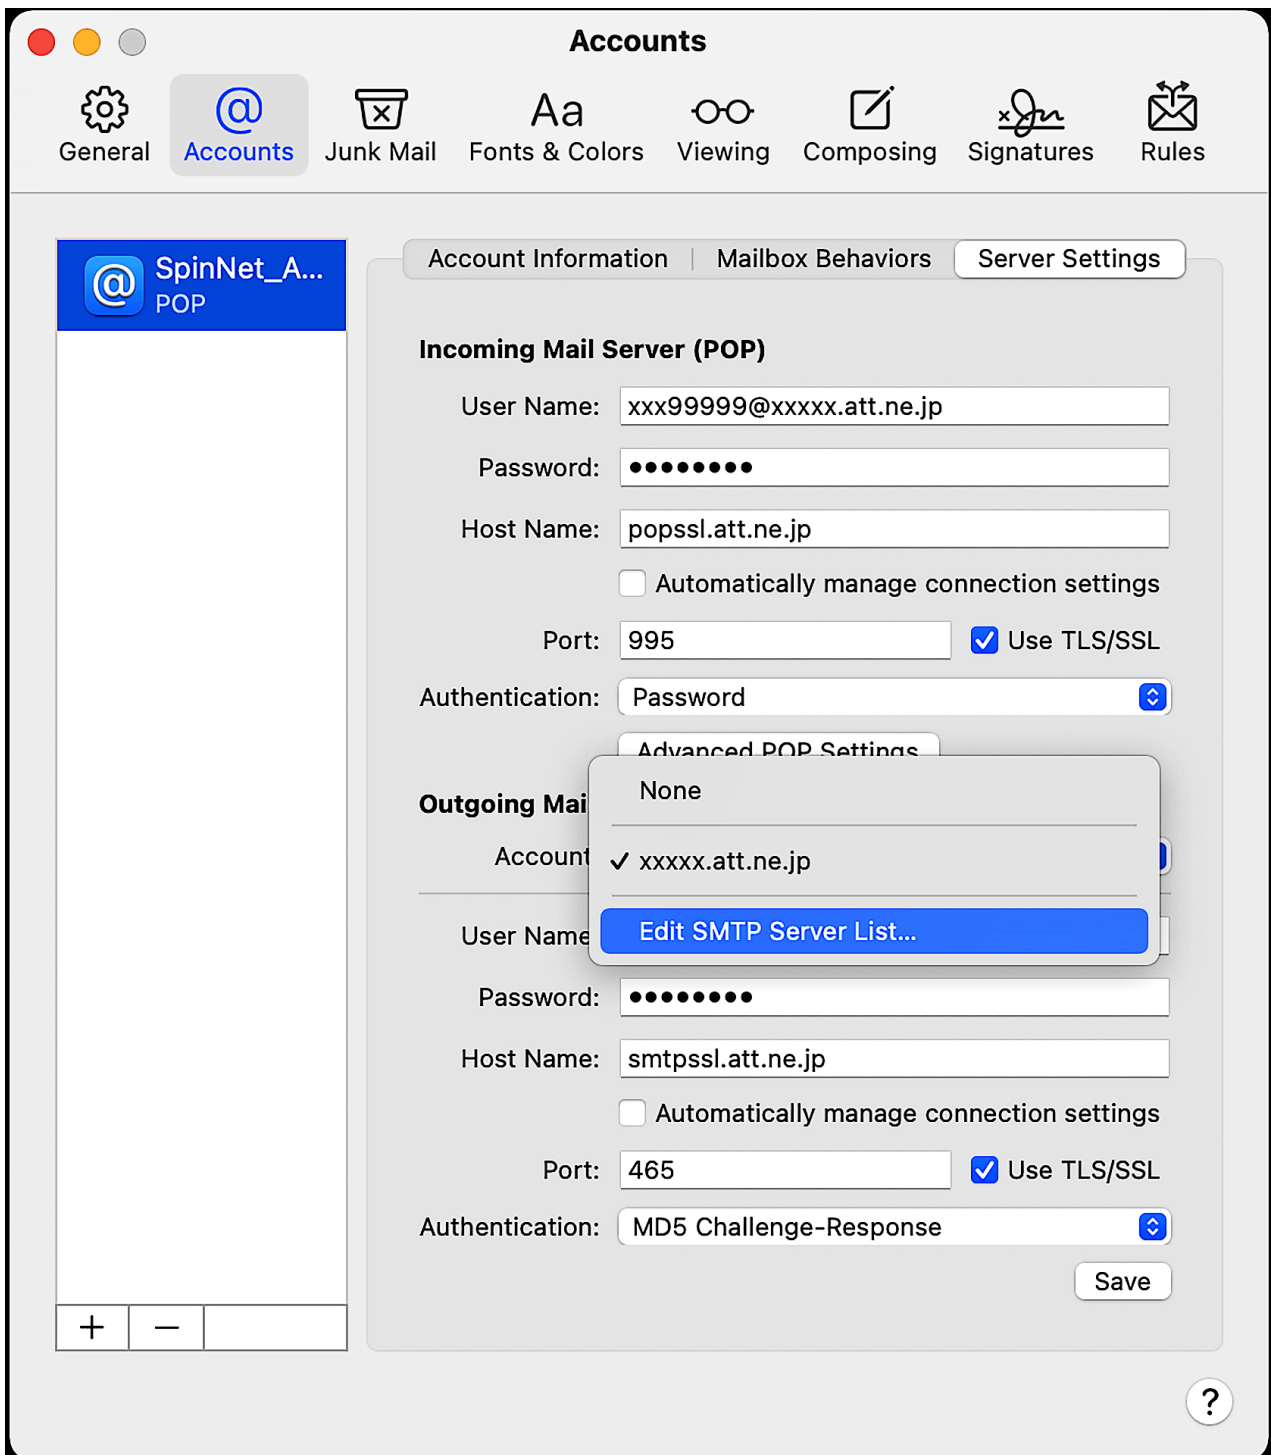 Accounts
General
Accounts
Junk Mail
Aa
Fonts & Colors
Viewing
Composing
Signatures
Rules
SpinNet_A...
POP
Account Information
Mailbox Behaviors
Server Settings
Incoming Mail Server (POP)
User Name: xxx99999@xxxxx.att.ne.jp
Password: ••••••••
Host Name: popssl.att.ne.jp
Automatically manage connection settings
Port: 995 Use TLS/SSL
Authentication: Password
Advanced POP Settings
None
Outgoing Mai
Account ✓ xxxxx.att.ne.jp
User Name Edit SMTP Server List...
Password: ••••••••
Host Name: smtpssl.att.ne.jp
Automatically manage connection settings
Port: 465 Use TLS/SSL
Authentication: MD5 Challenge-Response
Save
+ −
?